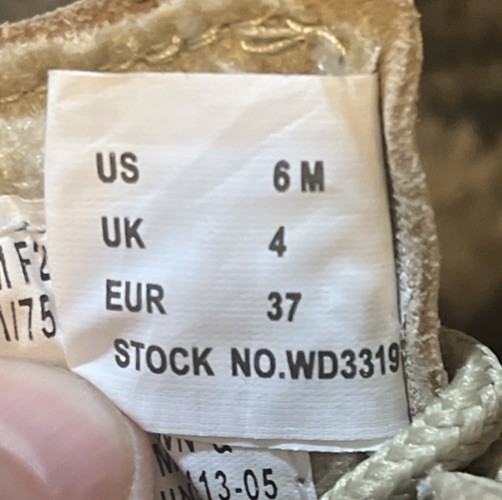 US 6 M
UK 4
EUR 37
STOCK NO.WD3319
13-05